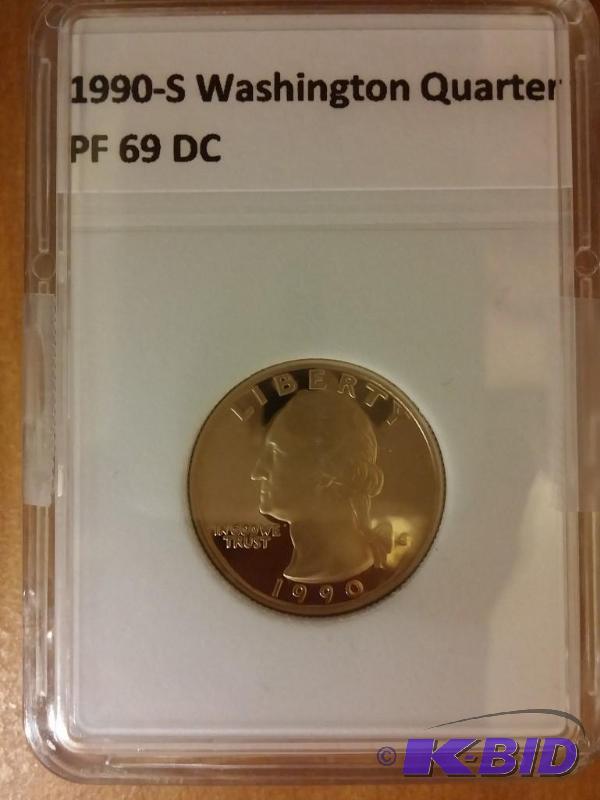 1990-S Washington Quarter
PF 69 DC
LIBERTY
IN GOD WE
TRUST
S
1990
© K-BID